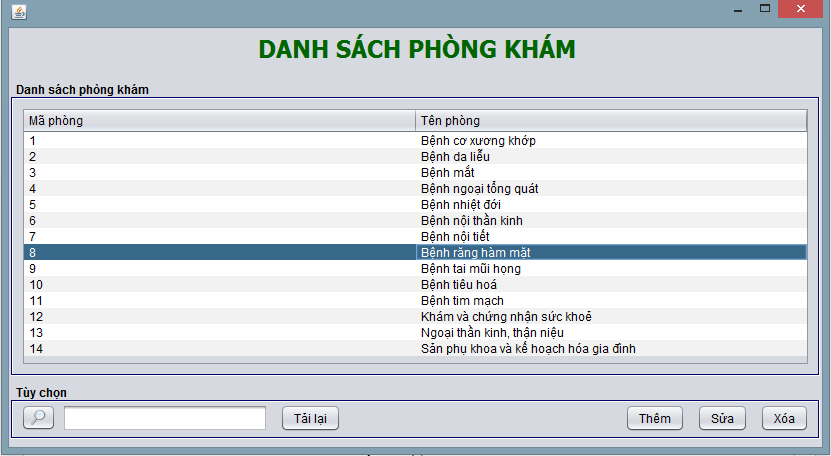 DANH SÁCH PHÒNG KHÁM
Danh sách phòng khám
Mã phòng Tên phòng
1 Bệnh cơ xương khớp
2 Bệnh da liễu
3 Bệnh mắt
4 Bệnh ngoại tổng quát
5 Bệnh nhiệt đới
6 Bệnh nội thần kinh
7 Bệnh nội tiết
8 Bệnh răng hàm mặt
9 Bệnh tai mũi họng
10 Bệnh tiêu hoá
11 Bệnh tim mạch
12 Khám và chứng nhận sức khoẻ
13 Ngoại thần kinh, thận niệu
14 Sản phụ khoa và kế hoạch hóa gia đình
Tùy chọn
Tải lại Thêm Sửa Xóa